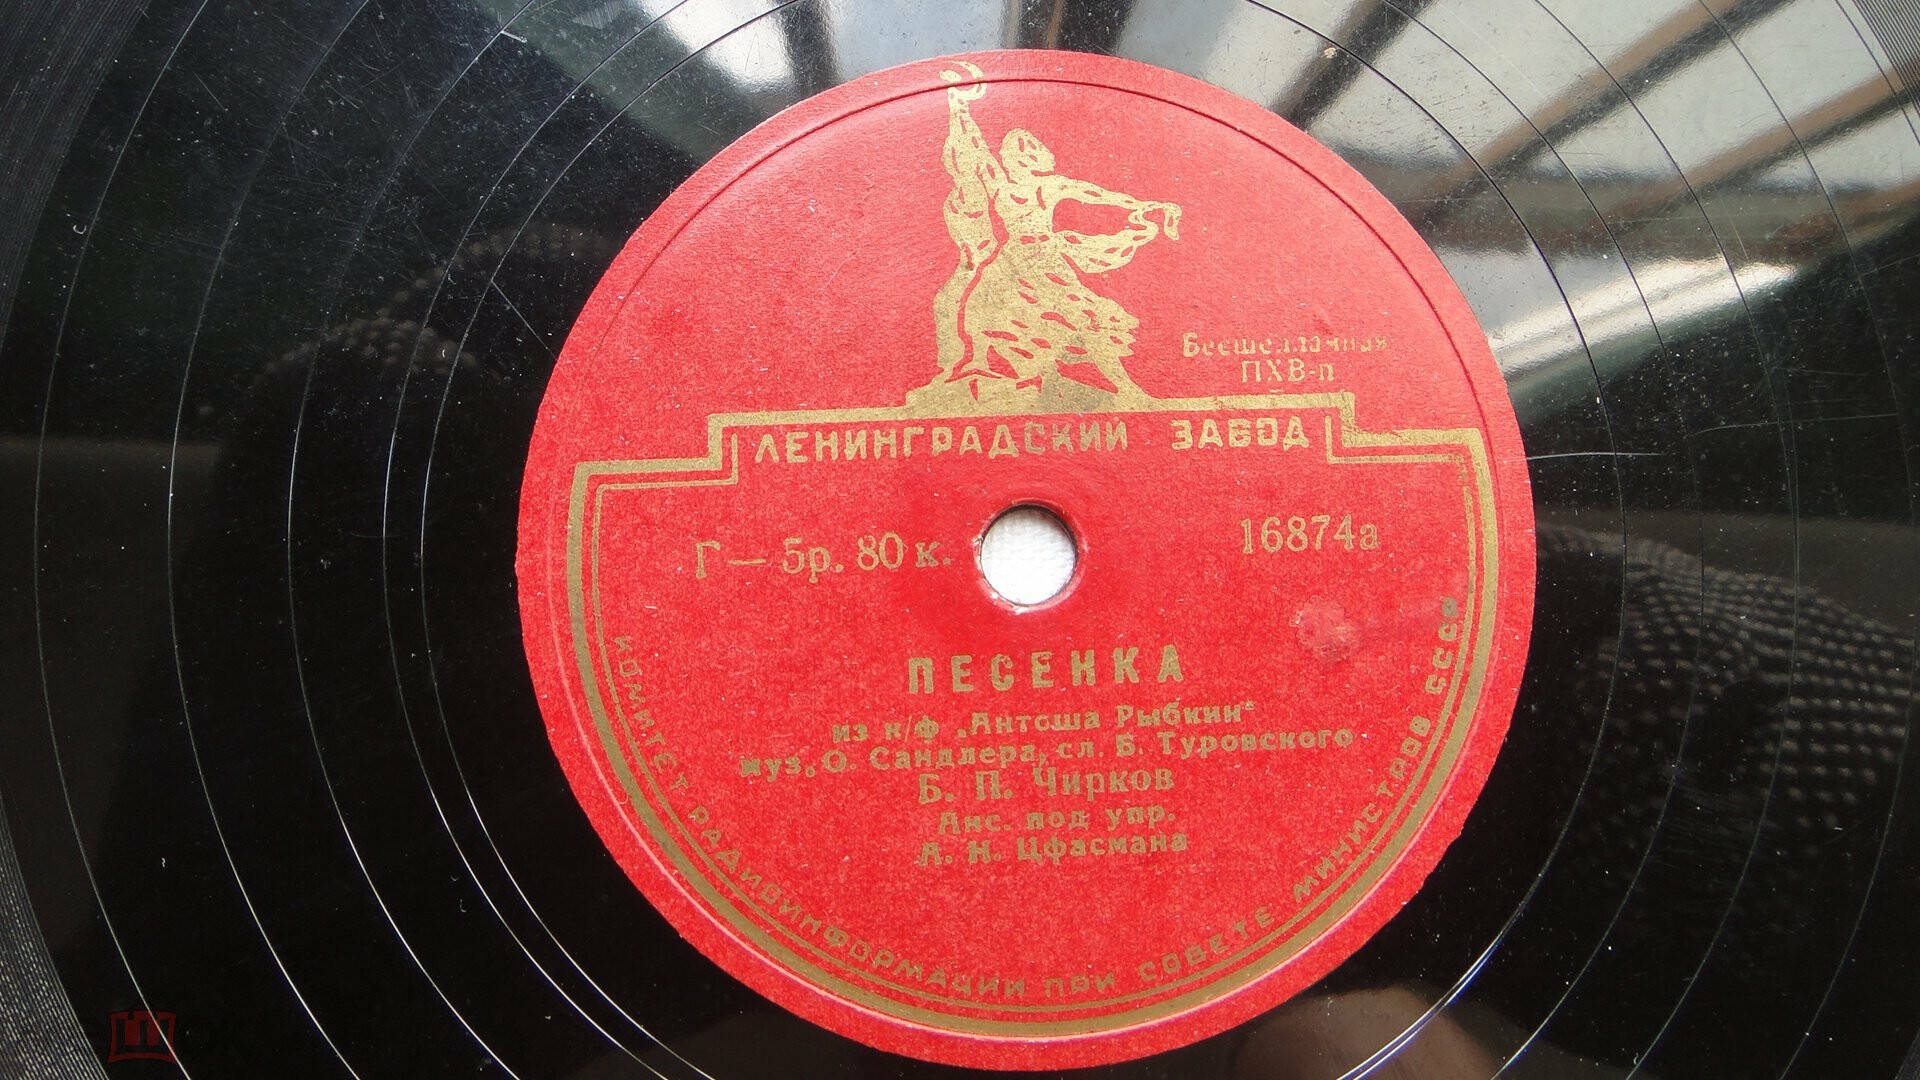 Бесшеллачная
ПХВ-п
ЛЕНИНГРАДСКИЙ ЗАВОД
Г — 5р. 80 к.
16874а
ПЕСЕНКА
из к/ф „Антоша Рыбкин“
муз. О. Сандлера, сл. Б. Туровского
Б. П. Чирков
Анс. под упр.
А. Н. Цфасмана
КОМИТЕТ РАДИОИНФОРМАЦИИ ПРИ СОВЕТЕ МИНИСТРОВ СССР